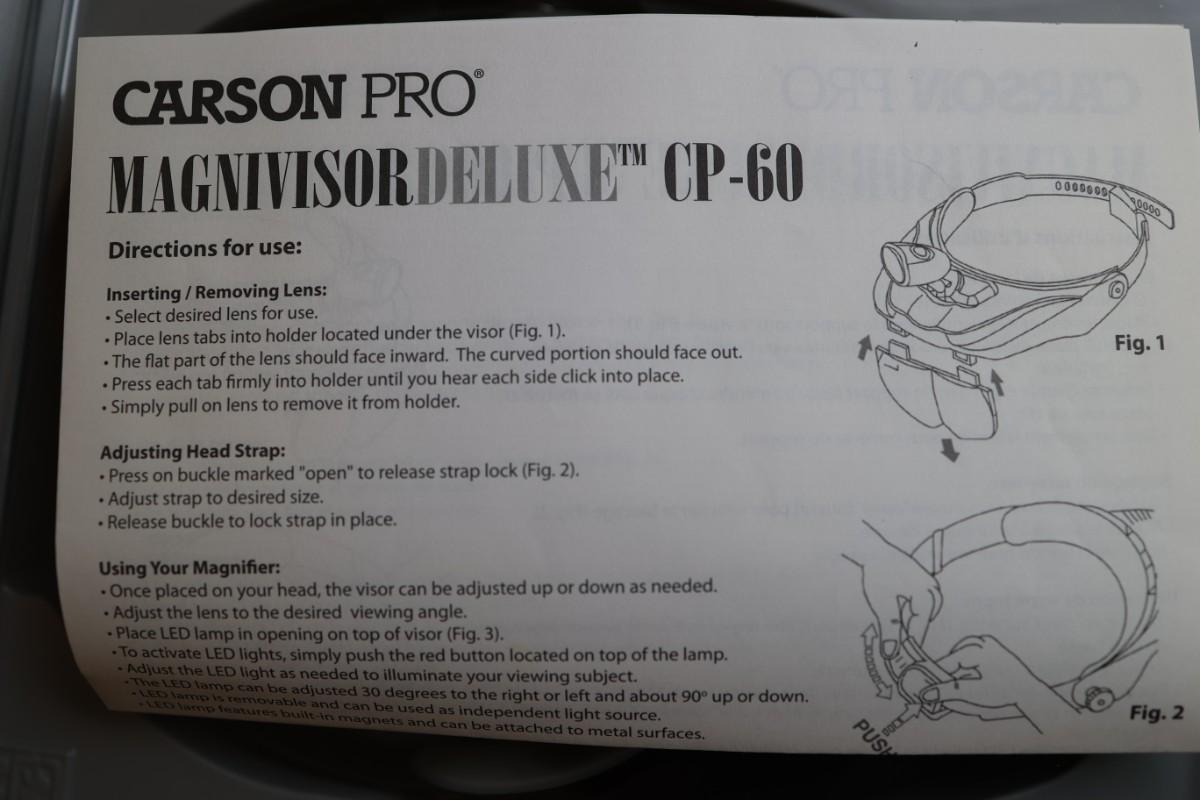 CARSON PRO®
MAGNIVISORDELUXE™ CP-60
Directions for use:
Inserting / Removing Lens:
• Select desired lens for use.
• Place lens tabs into holder located under the visor (Fig. 1).
• The flat part of the lens should face inward. The curved portion should face out.
• Press each tab firmly into holder until you hear each side click into place.
• Simply pull on lens to remove it from holder.
Fig. 1
Adjusting Head Strap:
• Press on buckle marked "open" to release strap lock (Fig. 2).
• Adjust strap to desired size.
• Release buckle to lock strap in place.
Using Your Magnifier:
• Once placed on your head, the visor can be adjusted up or down as needed.
• Adjust the lens to the desired viewing angle.
• Place LED lamp in opening on top of visor (Fig. 3).
• To activate LED lights, simply push the red button located on top of the lamp.
• Adjust the LED light as needed to illuminate your viewing subject.
• The LED lamp can be adjusted 30 degrees to the right or left and about 90º up or down.
• LED lamp is removable and can be used as independent light source.
• LED lamp features built-in magnets and can be attached to metal surfaces.
PUSH
Fig. 2